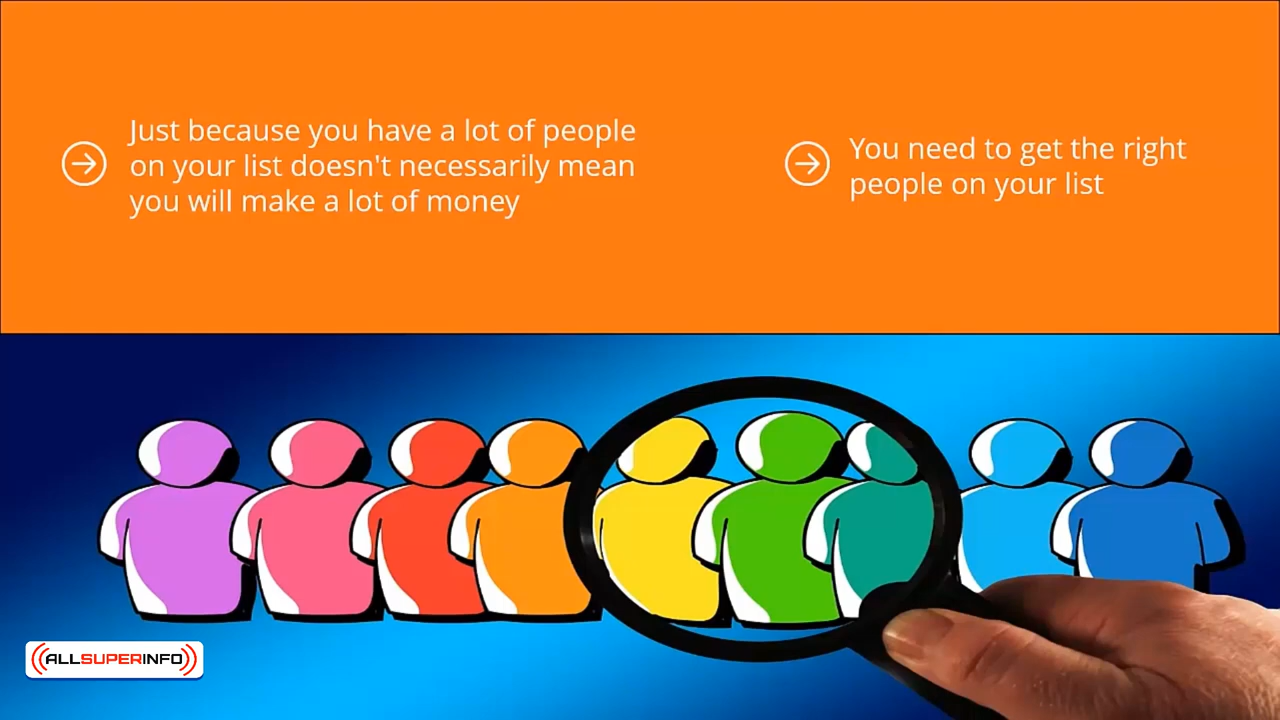 Just because you have a lot of people
on your list doesn't necessarily mean
you will make a lot of money
You need to get the right
people on your list
ALLSUPERINFO